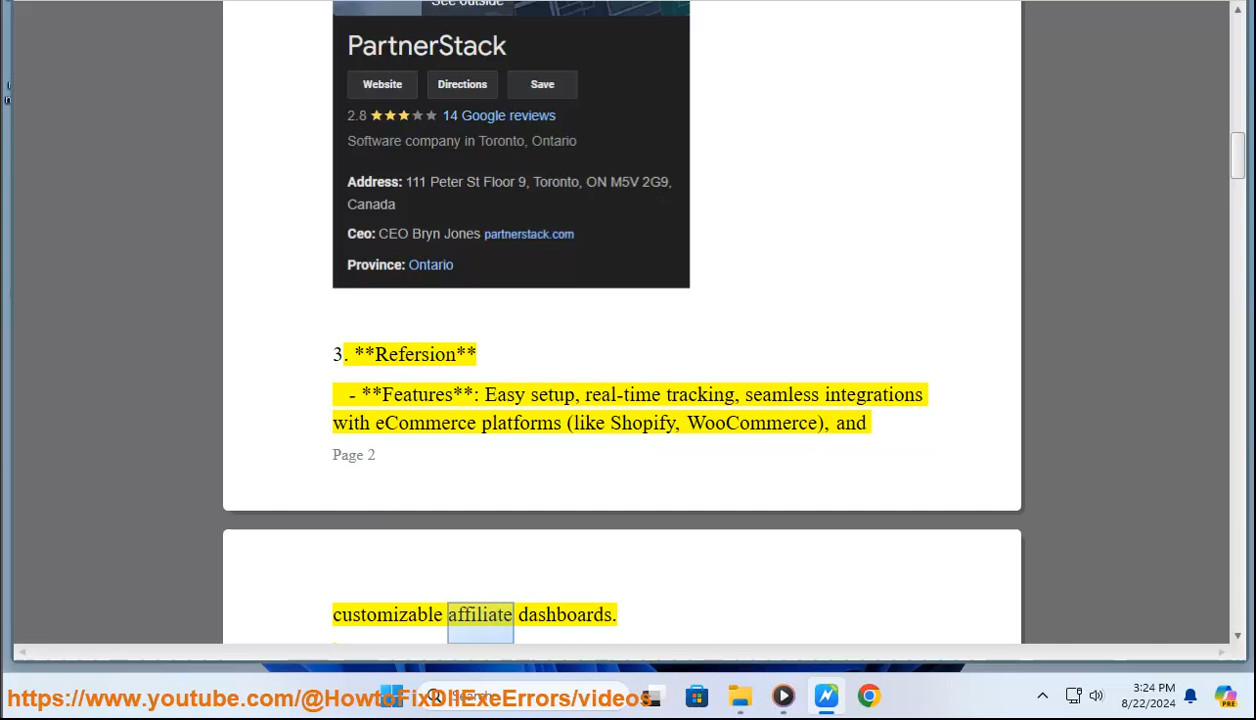 See outside
PartnerStack
Website Directions Save
2.8 ★★★★★ 14 Google reviews
Software company in Toronto, Ontario
Address: 111 Peter St Floor 9, Toronto, ON M5V 2G9,
Canada
Ceo: CEO Bryn Jones partnerstack.com
Province: Ontario
3. **Refersion**
- **Features**: Easy setup, real-time tracking, seamless integrations
with eCommerce platforms (like Shopify, WooCommerce), and
Page 2
customizable affiliate dashboards.
3:24 PM
https://www.youtube.com/@HowtoFixDllExeErrors/videos
8/22/2024
PRE